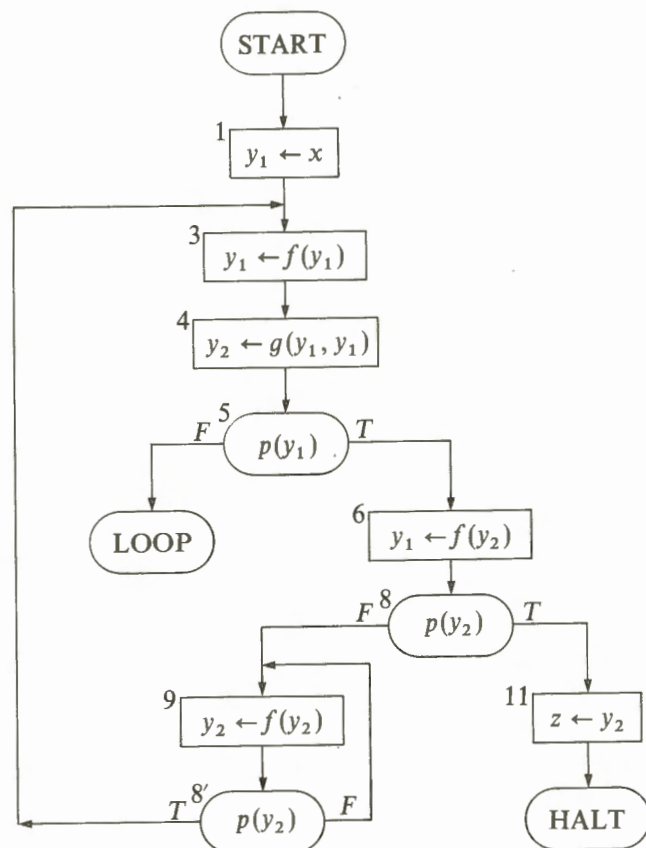 START
1
y₁ ← x
3
y₁ ← f(y₁)
4
y₂ ← g(y₁, y₁)
5
F p(y₁) T
LOOP
6
y₁ ← f(y₂)
8
F p(y₂) T
9
y₂ ← f(y₂)
11
z ← y₂
8′
T p(y₂) F
HALT